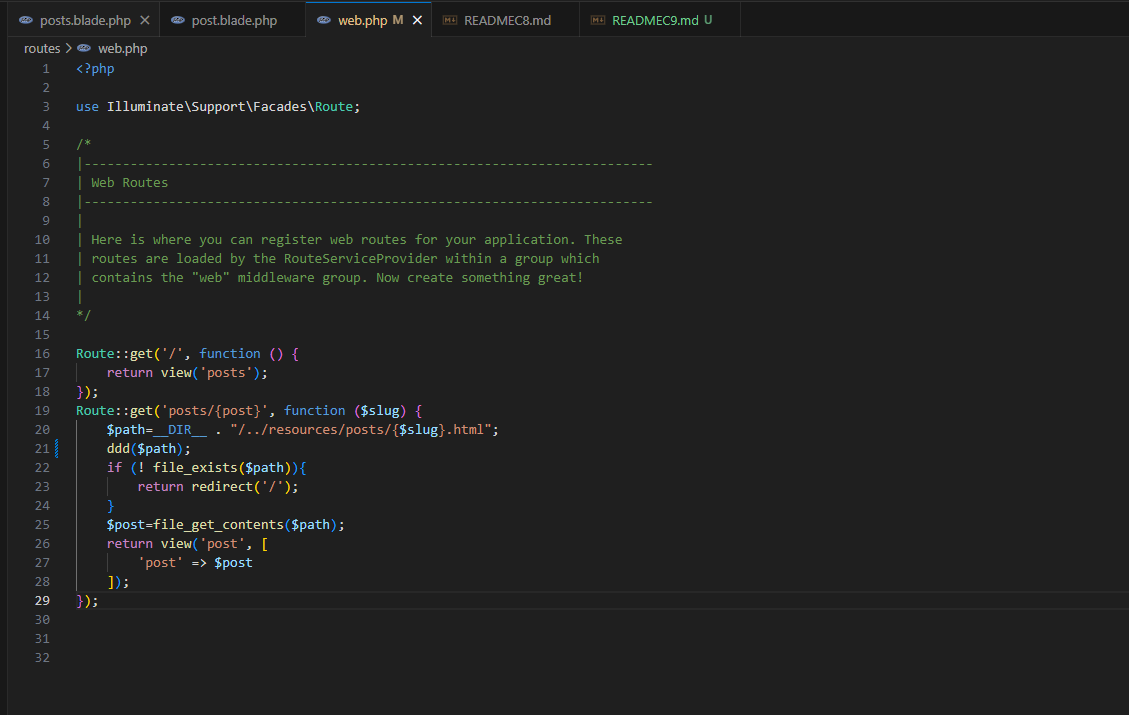 posts.blade.php
post.blade.php
web.php M
README​C8.md
READMEC9.md U
routes > web.php
1 <?php
2
3 use Illuminate\Support\Facades\Route;
4
5 /*
6 |--------------------------------------------------------------------------
7 | Web Routes
8 |--------------------------------------------------------------------------
9 |
10 | Here is where you can register web routes for your application. These
11 | routes are loaded by the RouteServiceProvider within a group which
12 | contains the "web" middleware group. Now create something great!
13 |
14 */
15
16 Route::get('/', function () {
17     return view('posts');
18 });
19 Route::get('posts/{post}', function ($slug) {
20     $path=__DIR__ . "/../resources/posts/{$slug}.html";
21     ddd($path);
22     if (! file_exists($path)){
23         return redirect('/');
24     }
25     $post=file_get_contents($path);
26     return view('post', [
27         'post' => $post
28     ]);
29 });
30
31
32